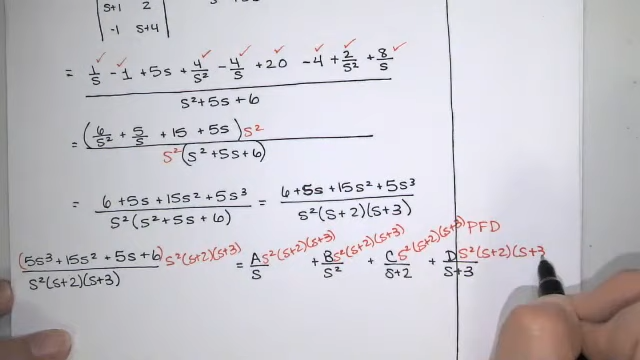 | s+1 2 |
| -1 s+4 |
= (1/s - 1 + 5s + 4/s² - 4/s + 20 - 4 + 2/s² + 8/s) / (s²+5s+6)
= (6/s² + 5/s + 15 + 5s) s² / s² (s²+5s+6)
= (6+5s+15s²+5s³) / (s²(s²+5s+6)) = (6+5s+15s²+5s³) / (s²(s+2)(s+3))
PFD
(5s³+15s²+5s+6) s²(s+2)(s+3) / (s²(s+2)(s+3)) = A/s s²(s+2)(s+3) + B/s² s²(s+2)(s+3) + C/(s+2) s²(s+2)(s+3) + D/(s+3) s²(s+2)(s+3